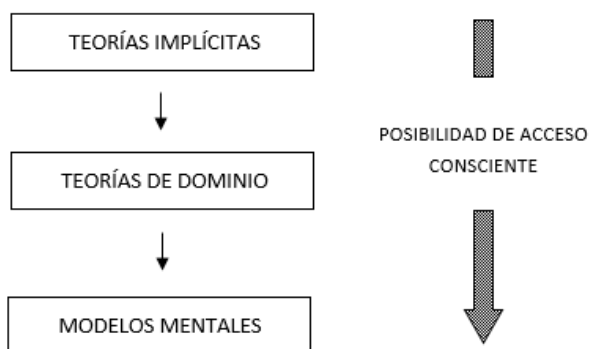 TEORÍAS IMPLÍCITAS
POSIBILIDAD DE ACCESO
CONSCIENTE
TEORÍAS DE DOMINIO
MODELOS MENTALES